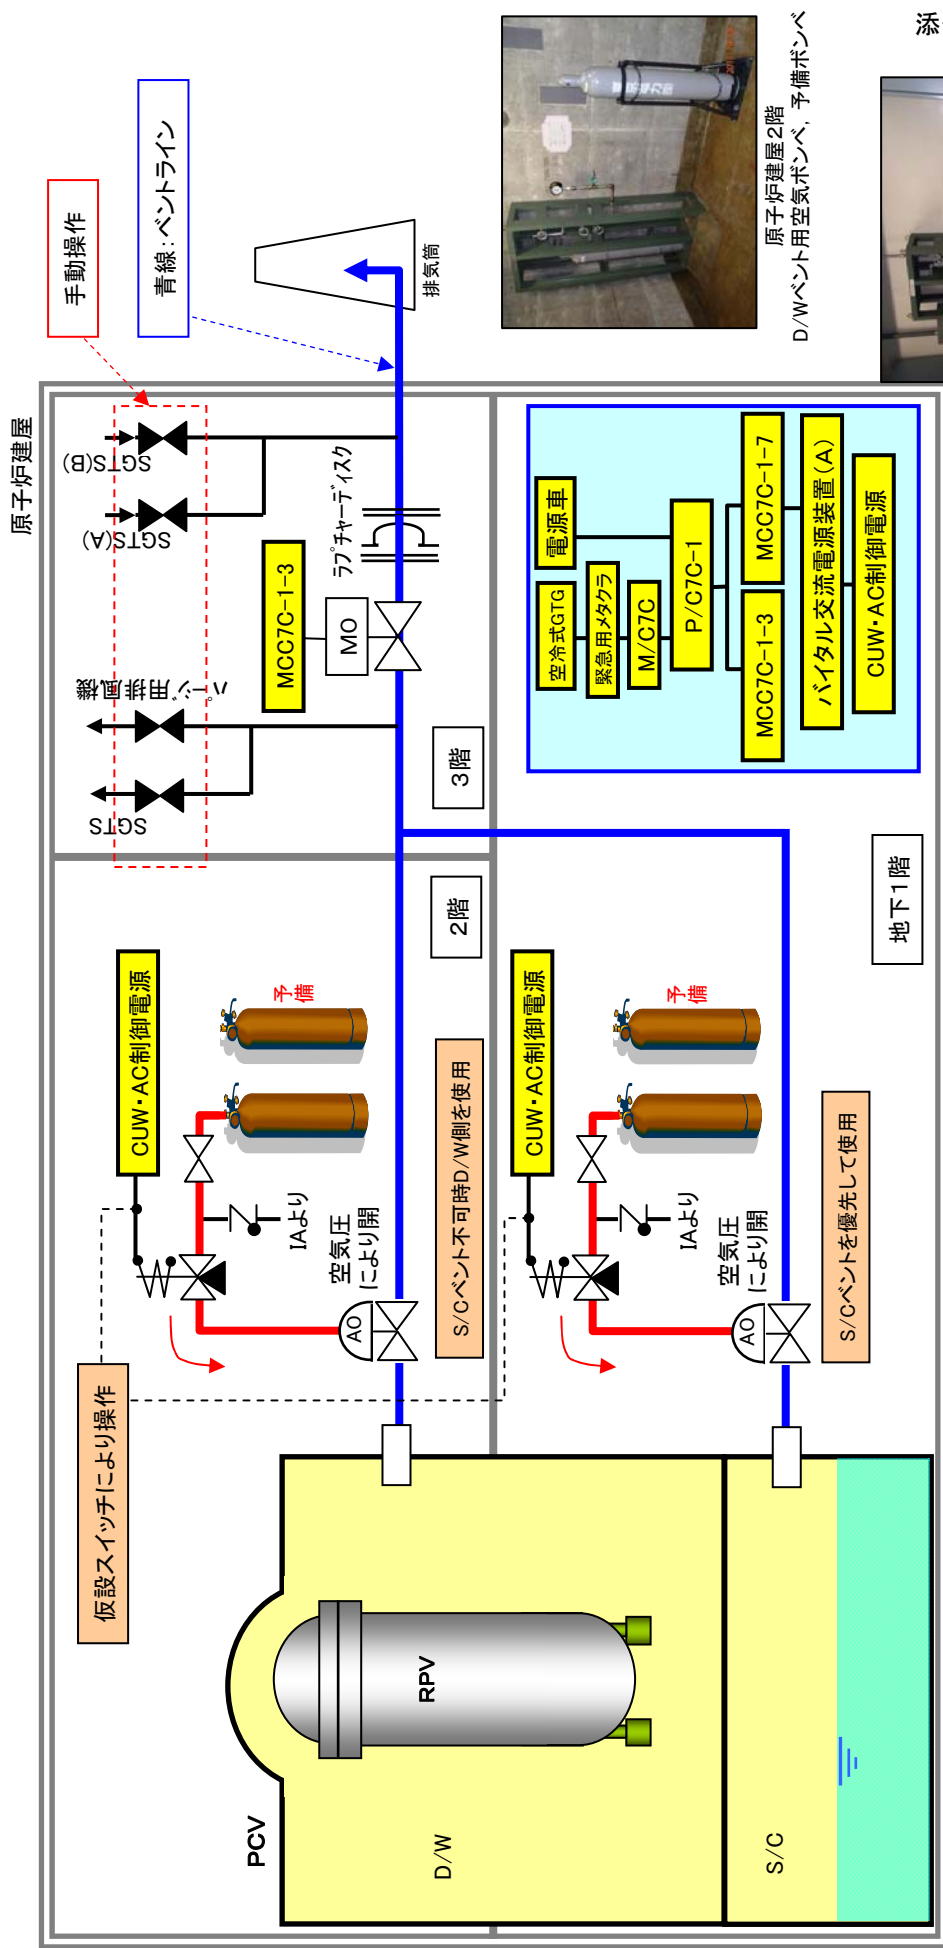 添
原子炉建屋
手動操作
青線：ベントライン
排気筒
SGTS(B)
SGTS(A)
パージ用排風機
SGTS
MCC7C-1-3
MO
ラプチャーディスク
3階
2階
地下1階
CUW・AC制御電源
予備
IAより
空気圧
により開
AO
S/Cベント不可時D/W側を使用
仮設スイッチにより操作
CUW・AC制御電源
予備
IAより
空気圧
により開
AO
S/Cベントを優先して使用
空冷式GTG
緊急用メタクラ
M/C7C
電源車
P/C7C-1
MCC7C-1-3
MCC7C-1-7
バイタル交流電源装置(A)
CUW・AC制御電源
PCV
RPV
D/W
S/C
原子炉建屋2階
D/Wベント用空気ボンベ, 予備ボンベ